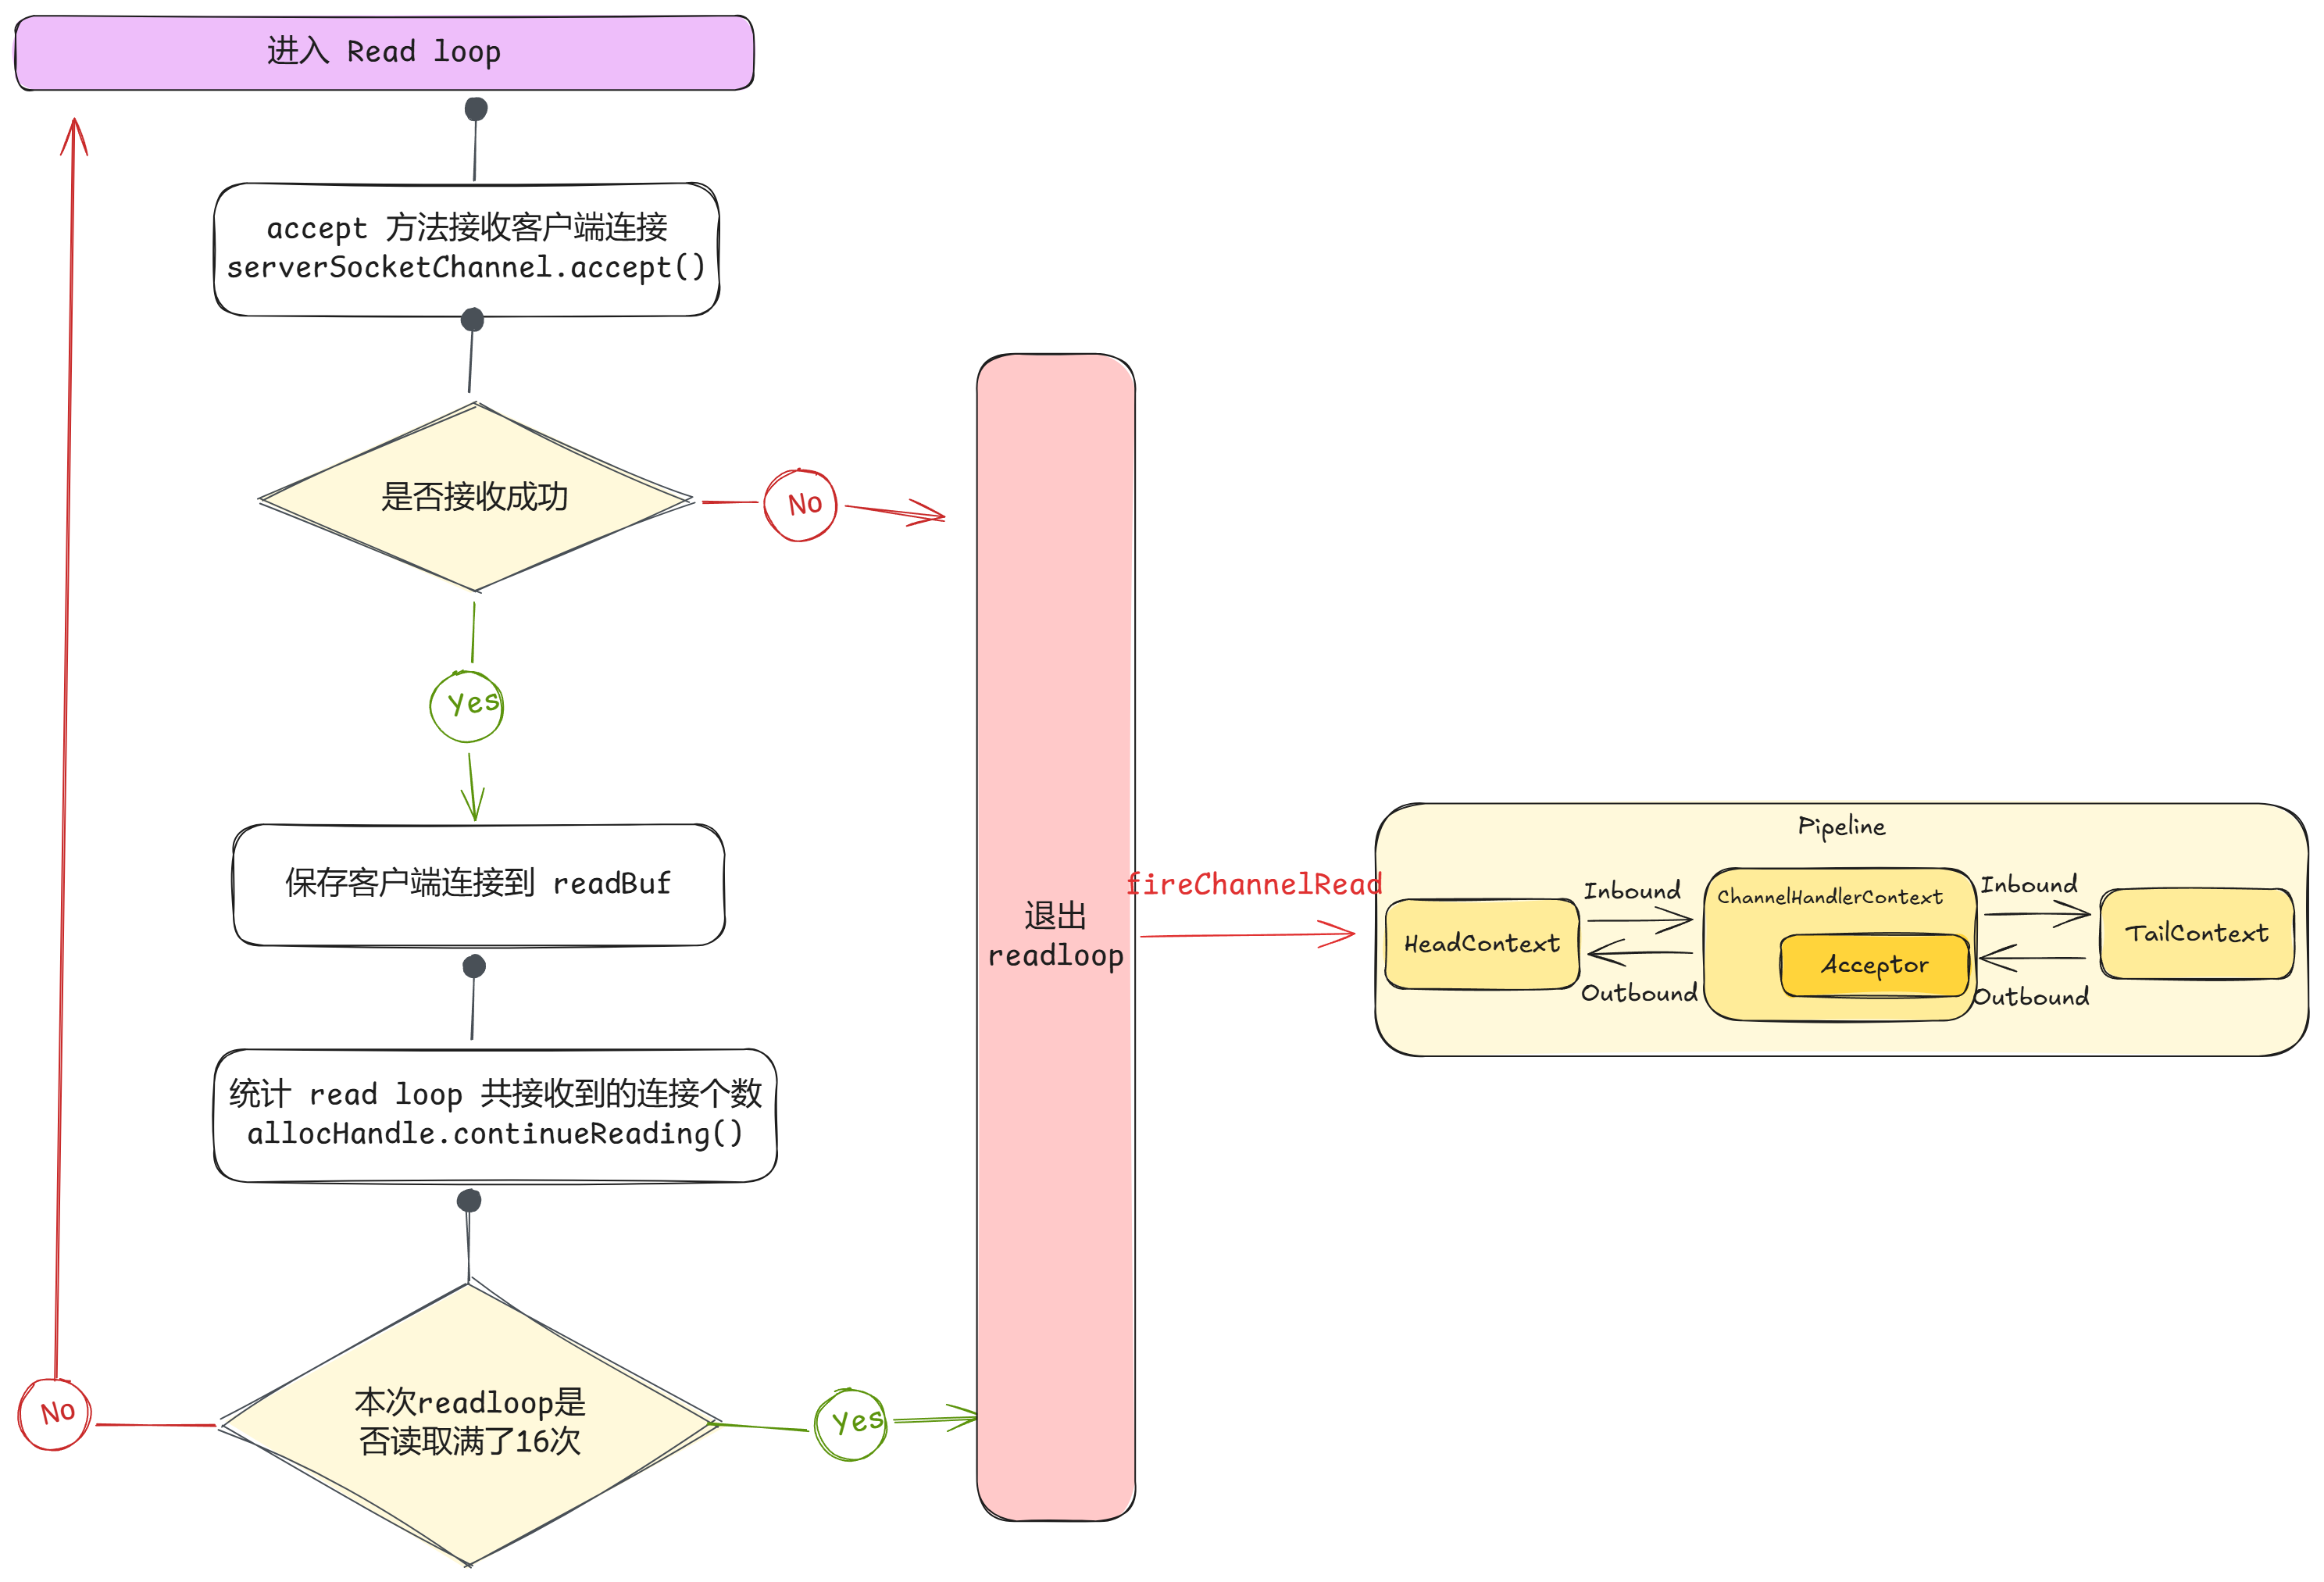 进入 Read loop
accept 方法接收客户端连接
serverSocketChannel.accept()
是否接收成功
No
Yes
保存客户端连接到 readBuf
统计 read loop 共接收到的连接个数
allocHandle.continueReading()
本次readloop是
否读取满了16次
No
Yes
退出
readloop
fireChannelRead
Pipeline
HeadContext
Inbound
Outbound
ChannelHandlerContext
Acceptor
Inbound
Outbound
TailContext